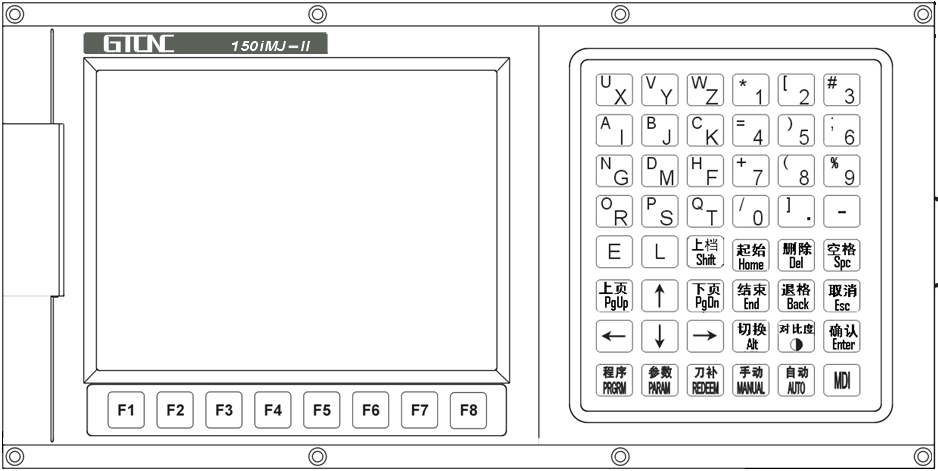 GTCNC 150iMJ-II
U X V Y W Z * 1 [ 2 # 3
A I B J C K = 4 ) 5 ; 6
N G D M H F + 7 ( 8 % 9
O R P S Q T / 0 ] . -
E L 上档 起始 删除 空格
Shift Home Del Spc
上页 ↑ 下页 结束 退格 取消
PgUp PgDn End Back Esc
← ↓ → 切换 对比度 确认
Alt Enter
程序 参数 刀补 手动 自动 MDI
PRGRM PARAM REDEEM MANUAL AUTO
F1 F2 F3 F4 F5 F6 F7 F8